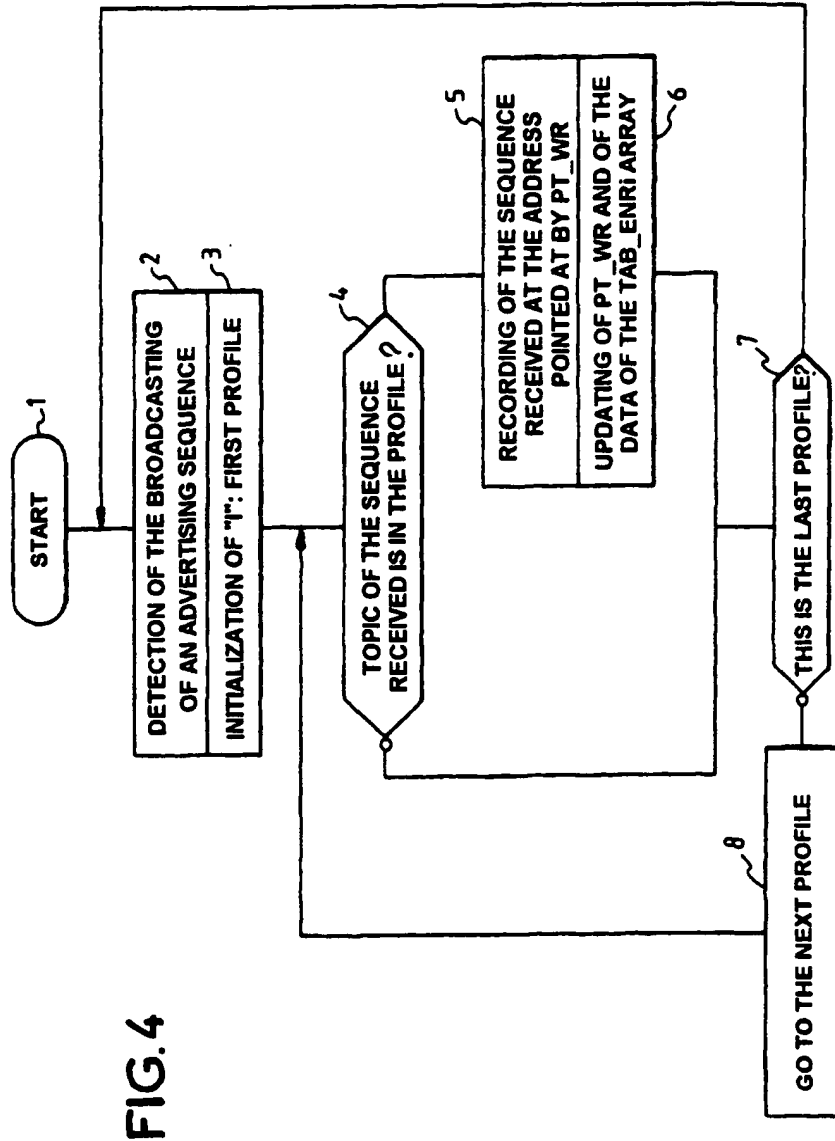 FIG.4
START
1
DETECTION OF THE BROADCASTING
OF AN ADVERTISING SEQUENCE
2
INITIALIZATION OF "I": FIRST PROFILE
3
TOPIC OF THE SEQUENCE
RECEIVED IS IN THE PROFILE?
4
RECORDING OF THE SEQUENCE
RECEIVED AT THE ADDRESS
POINTED AT BY PT_WR
5
UPDATING OF PT_WR AND OF THE
DATA OF THE TAB_ENRi ARRAY
6
THIS IS THE LAST PROFILE?
7
GO TO THE NEXT PROFILE
8